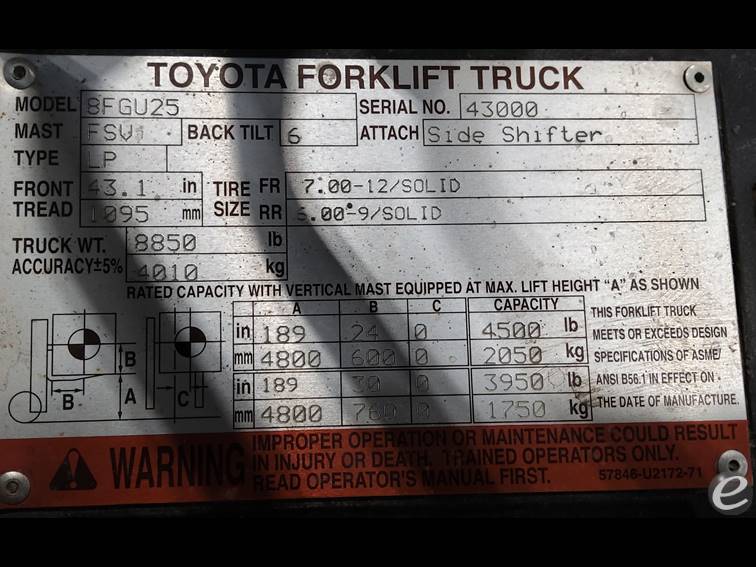 TOYOTA FORKLIFT TRUCK
MODEL 8FGU25 SERIAL NO. 43000
MAST FSV BACK TILT 6 ATTACH Side Shifter
TYPE LP
FRONT TREAD 43.1 in TIRE SIZE FR 7.00-12/SOLID
1095 mm RR 6.00-9/SOLID
TRUCK WT. 8850 lb
ACCURACY±5% 4010 kg
RATED CAPACITY WITH VERTICAL MAST EQUIPPED AT MAX. LIFT HEIGHT "A" AS SHOWN
A B C CAPACITY
in 189 24 0 4500 lb
mm 4800 600 0 2050 kg
in 189 30 0 3950 lb
mm 4800 760 0 1750 kg
B B
B A C A
THIS FORKLIFT TRUCK
MEETS OR EXCEEDS DESIGN
SPECIFICATIONS OF ASME/
ANSI B56.1 IN EFFECT ON
THE DATE OF MANUFACTURE.
WARNING
IMPROPER OPERATION OR MAINTENANCE COULD RESULT
IN INJURY OR DEATH. TRAINED OPERATORS ONLY.
READ OPERATOR'S MANUAL FIRST.
57846-U2172-71
e